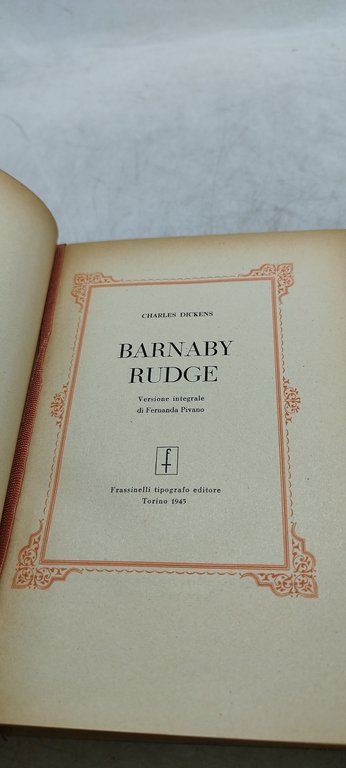 CHARLES DICKENS
BARNABY
RUDGE
Versione integrale
di Fernanda Pivano
f
Frassinelli tipografo editore
Torino 1945